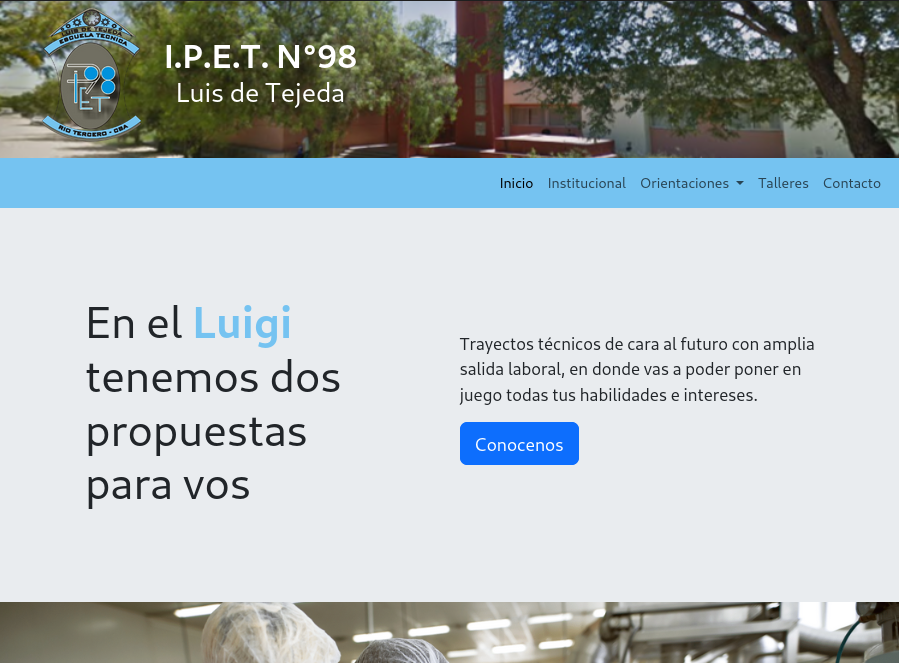 LUIS DE TEJEDA
ESCUELA TECNICA
RIO TERCERO - CBA
I.P.E.T. N°98
Luis de Tejeda
Inicio Institucional Orientaciones Talleres Contacto
En el Luigi
tenemos dos
propuestas
para vos
Trayectos técnicos de cara al futuro con amplia
salida laboral, en donde vas a poder poner en
juego todas tus habilidades e intereses.
Conocenos